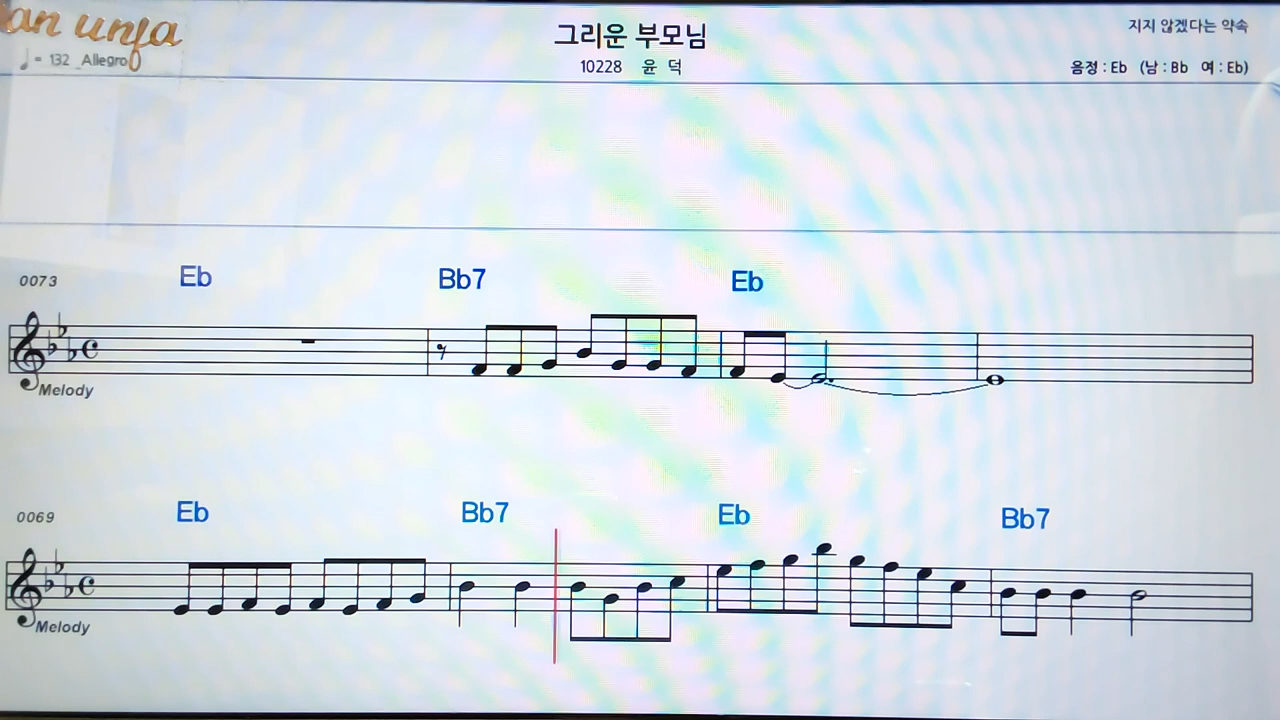 an unfa
♩ = 132 _Allegro
그리운 부모님
10228 윤 덕
지지 않겠다는 약속
음정 : Eb (남 : Bb 여 : Eb)
0073
Eb Bb7 Eb
Melody
0069
Eb Bb7 Eb Bb7
Melody